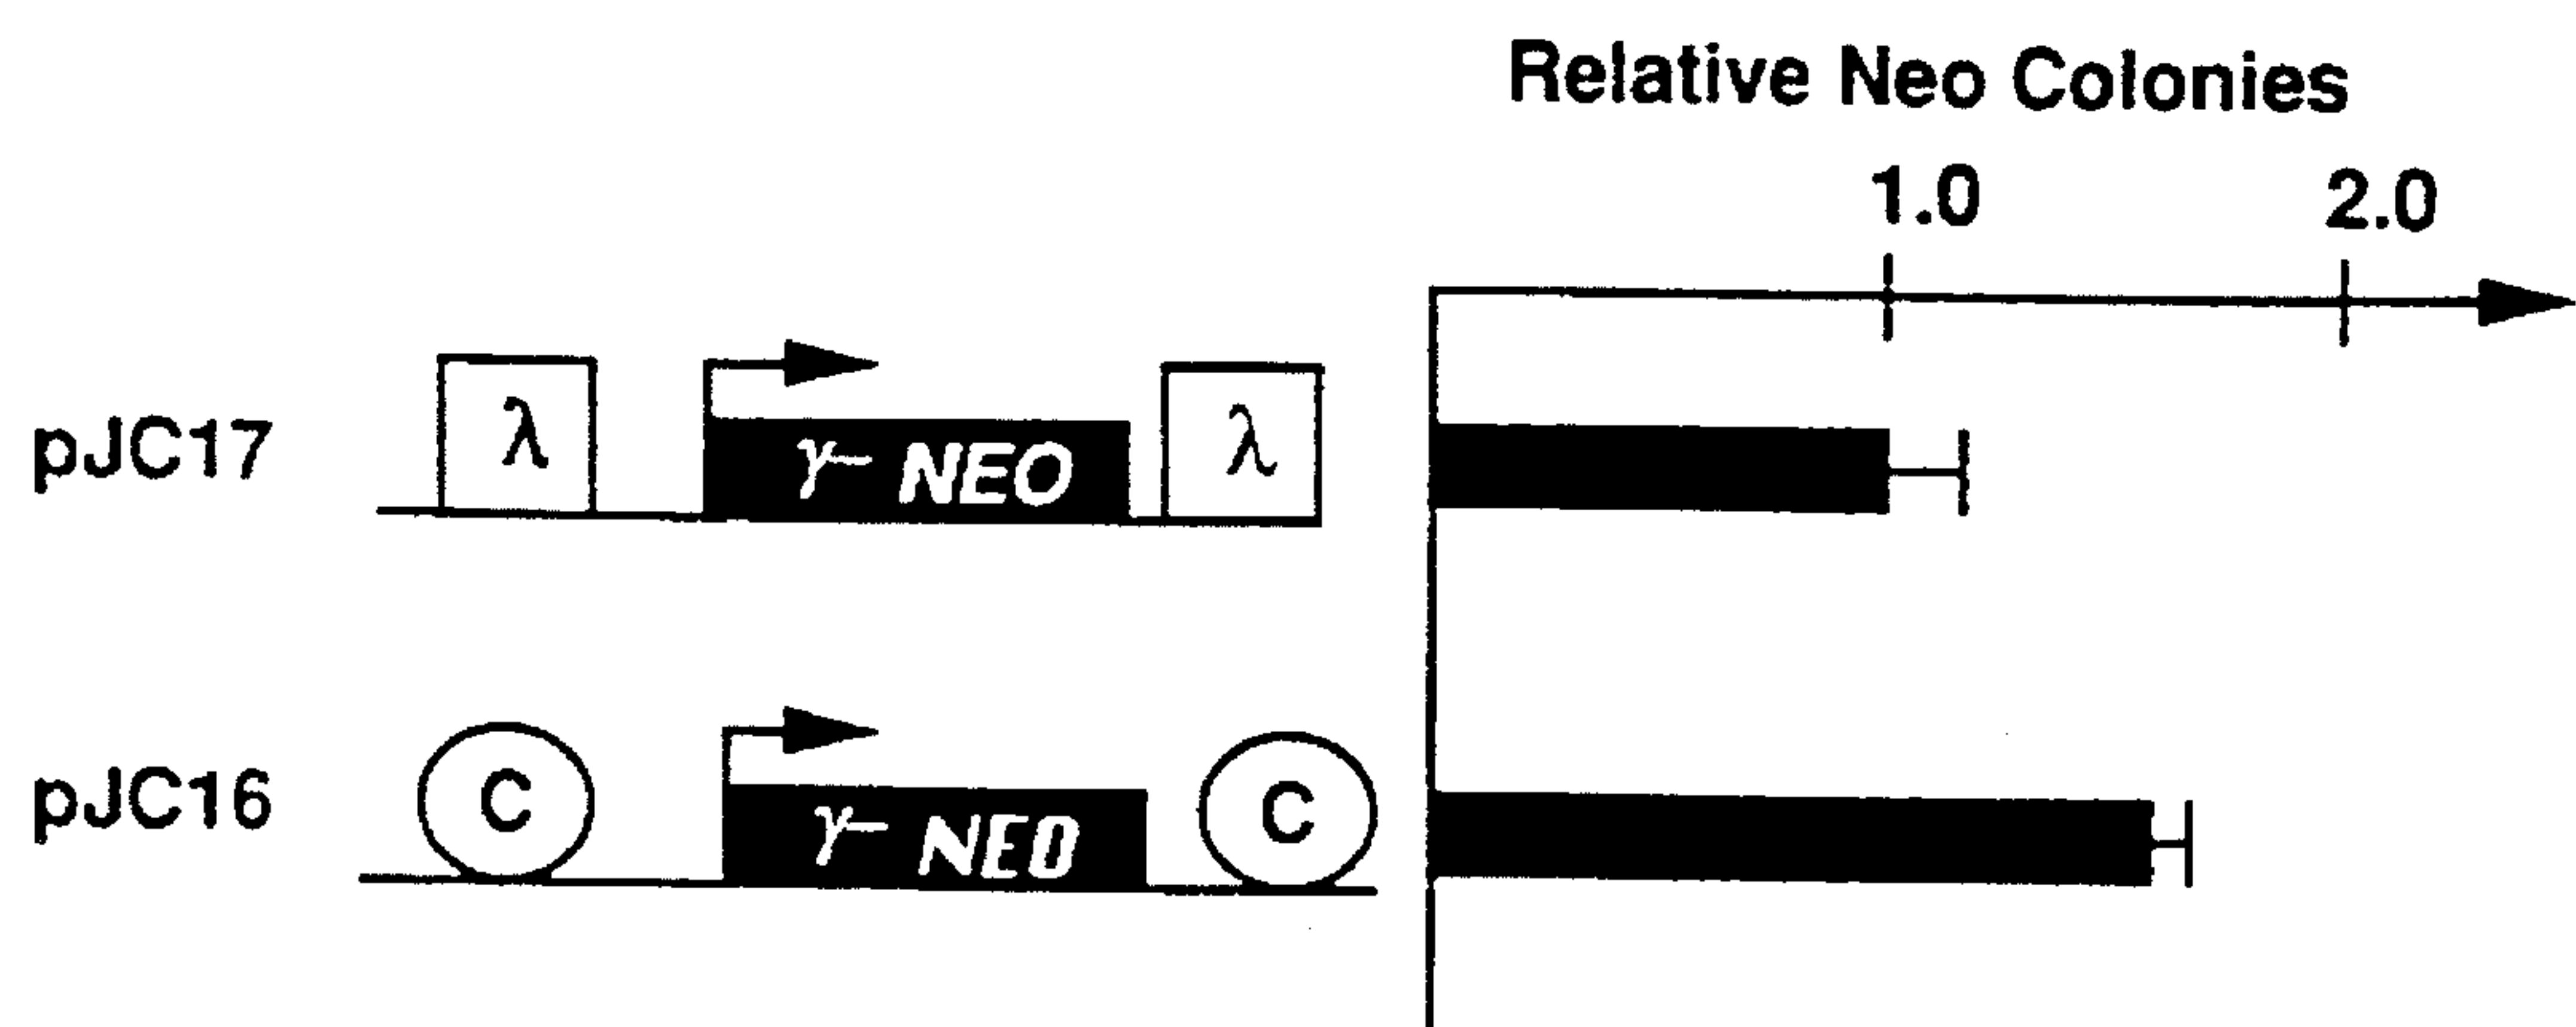 Relative Neo Colonies
1.0 2.0
pJC17 λ γ- NEO λ
pJC16 C γ- NEO C